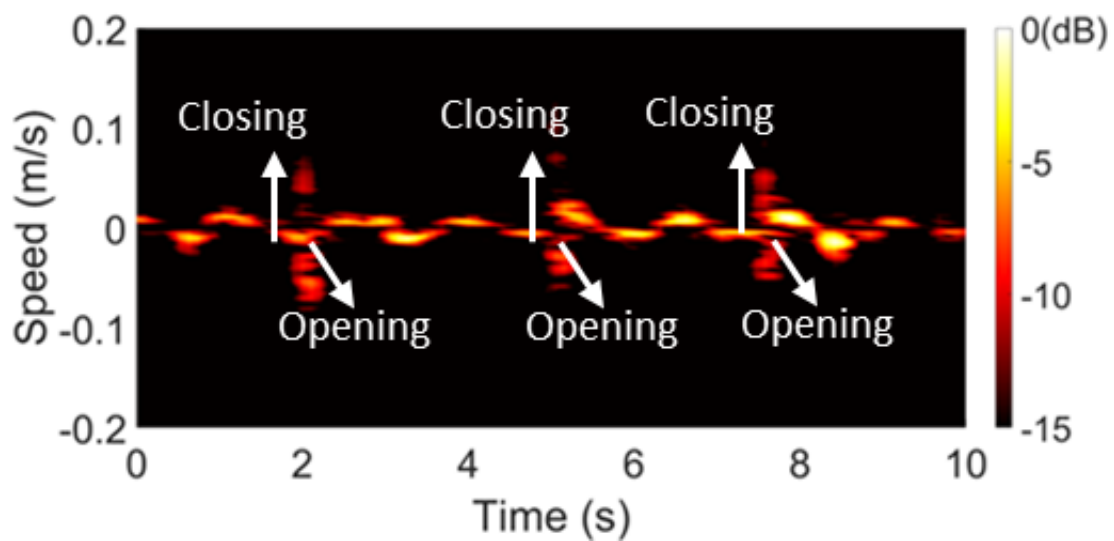 0.2
0.1
0
-0.1
-0.2
Speed (m/s)
Closing
Closing
Closing
Opening
Opening
Opening
0 2 4 6 8 10
Time (s)
0(dB)
-5
-10
-15